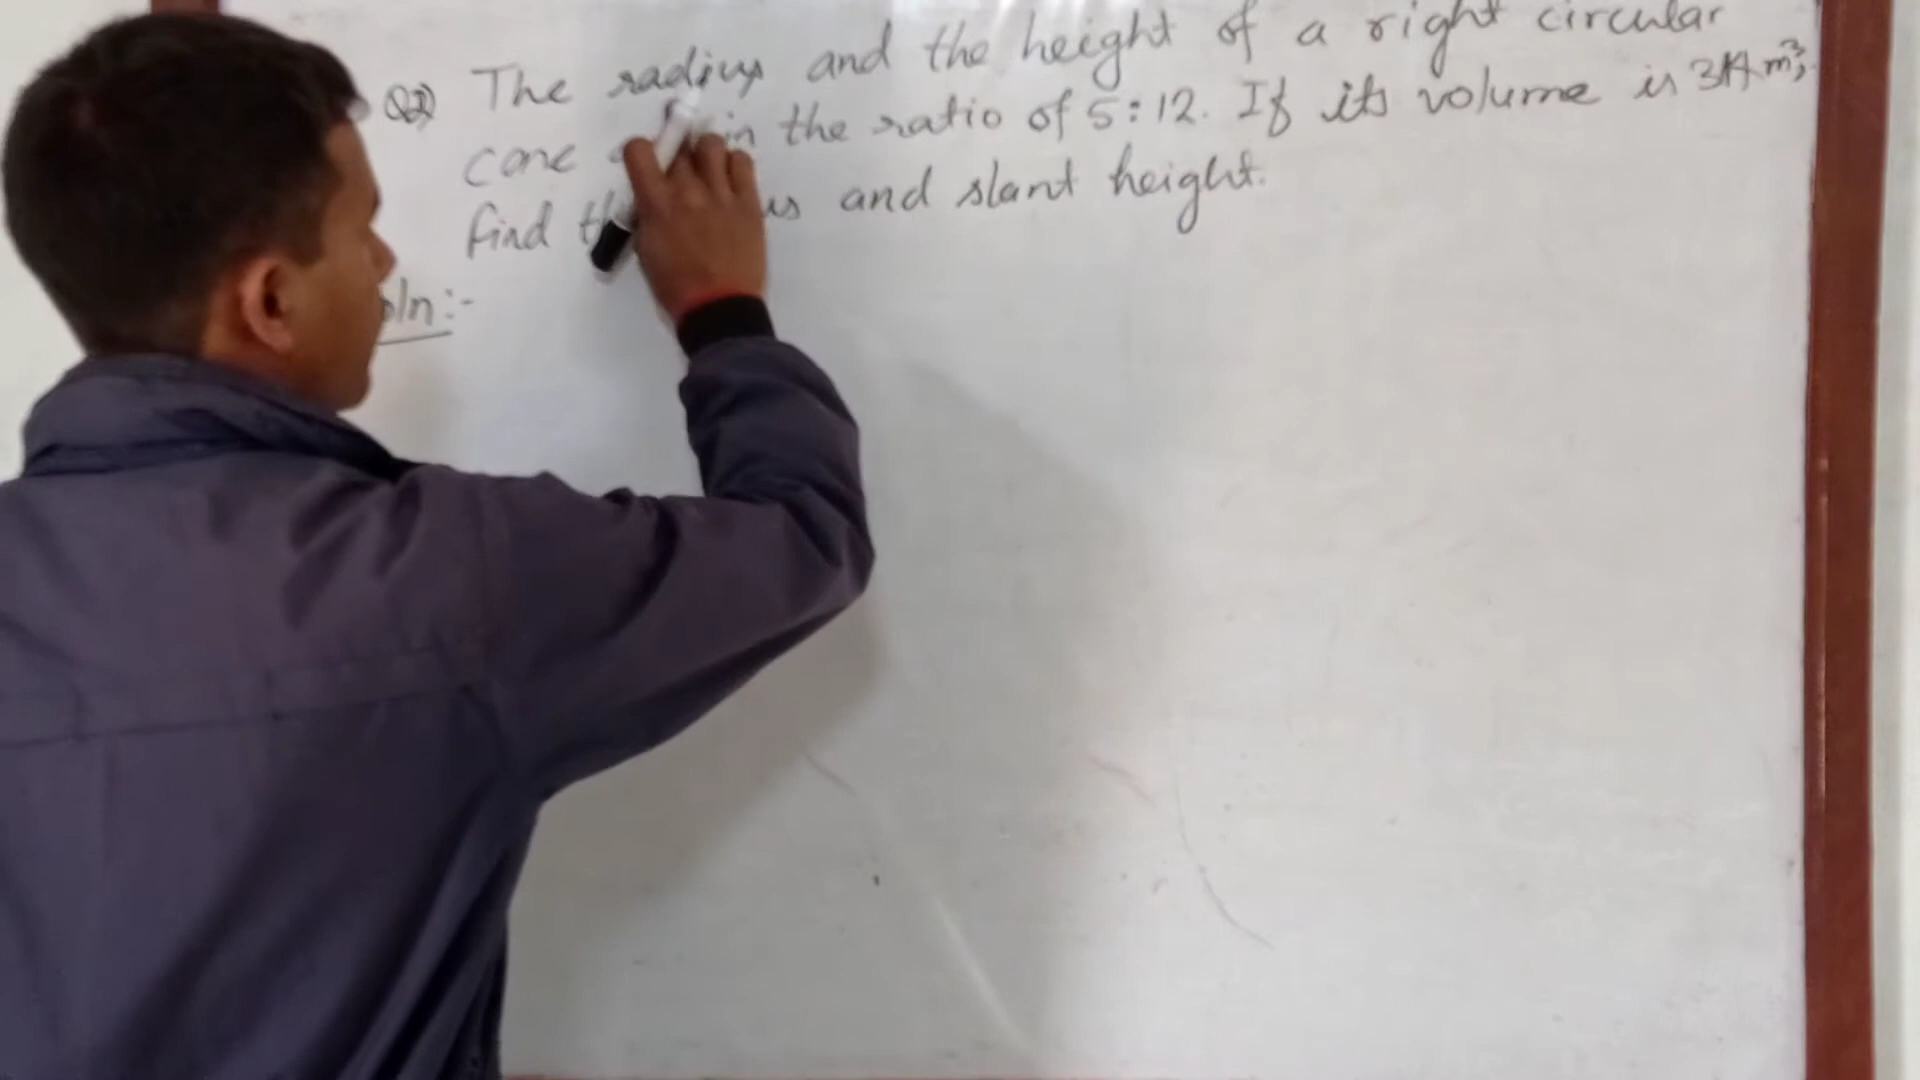 Q2) The radius and the height of a right circular
cone in the ratio of 5:12. If its volume is 314 m³,
find and slant height.
oln:-